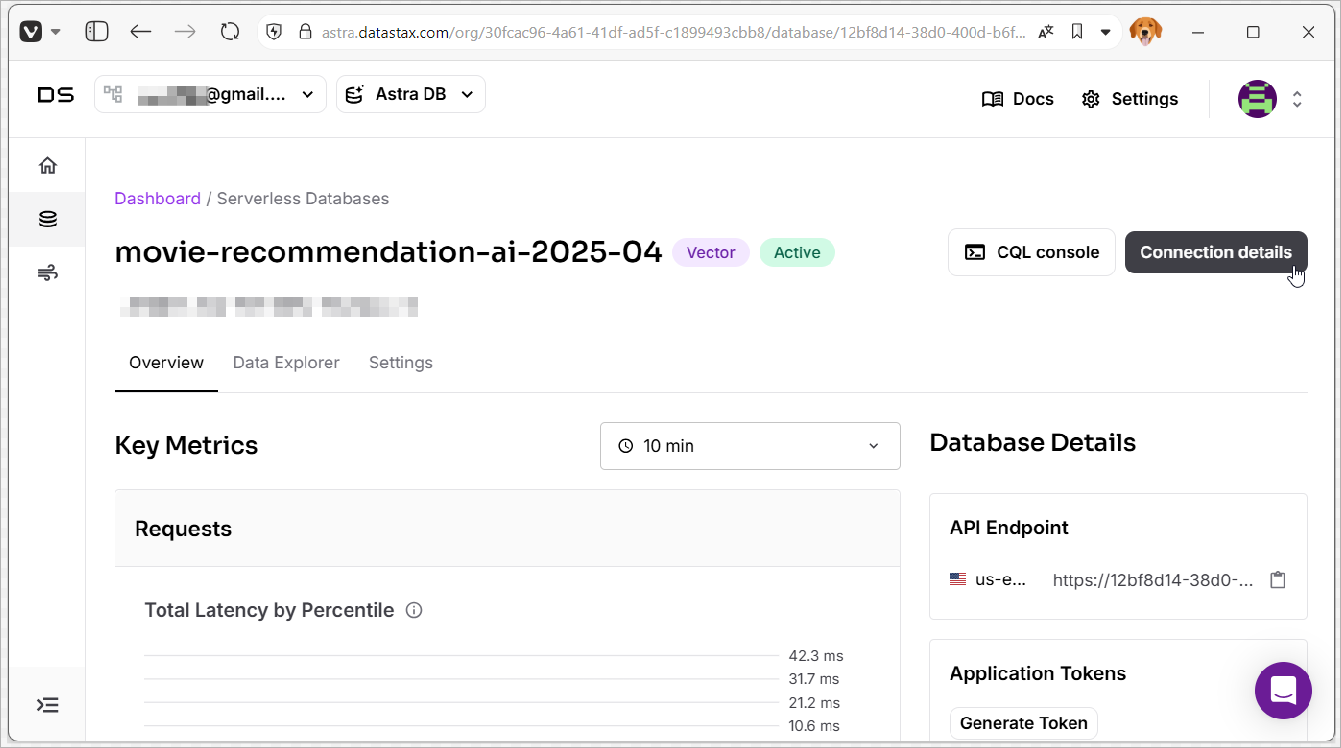 astra.datastax.com/org/30fcac96-4a61-41df-ad5f-c1899493cbb8/database/12bf8d14-38d0-400d-b6f...
DS @gmail.... Astra DB Docs Settings
Dashboard / Serverless Databases
movie-recommendation-ai-2025-04 Vector Active CQL console Connection details
Overview Data Explorer Settings
Key Metrics 10 min Database Details
Requests API Endpoint
us-e... https://12bf8d14-38d0-...
Total Latency by Percentile
42.3 ms
31.7 ms
21.2 ms
10.6 ms
Application Tokens
Generate Token